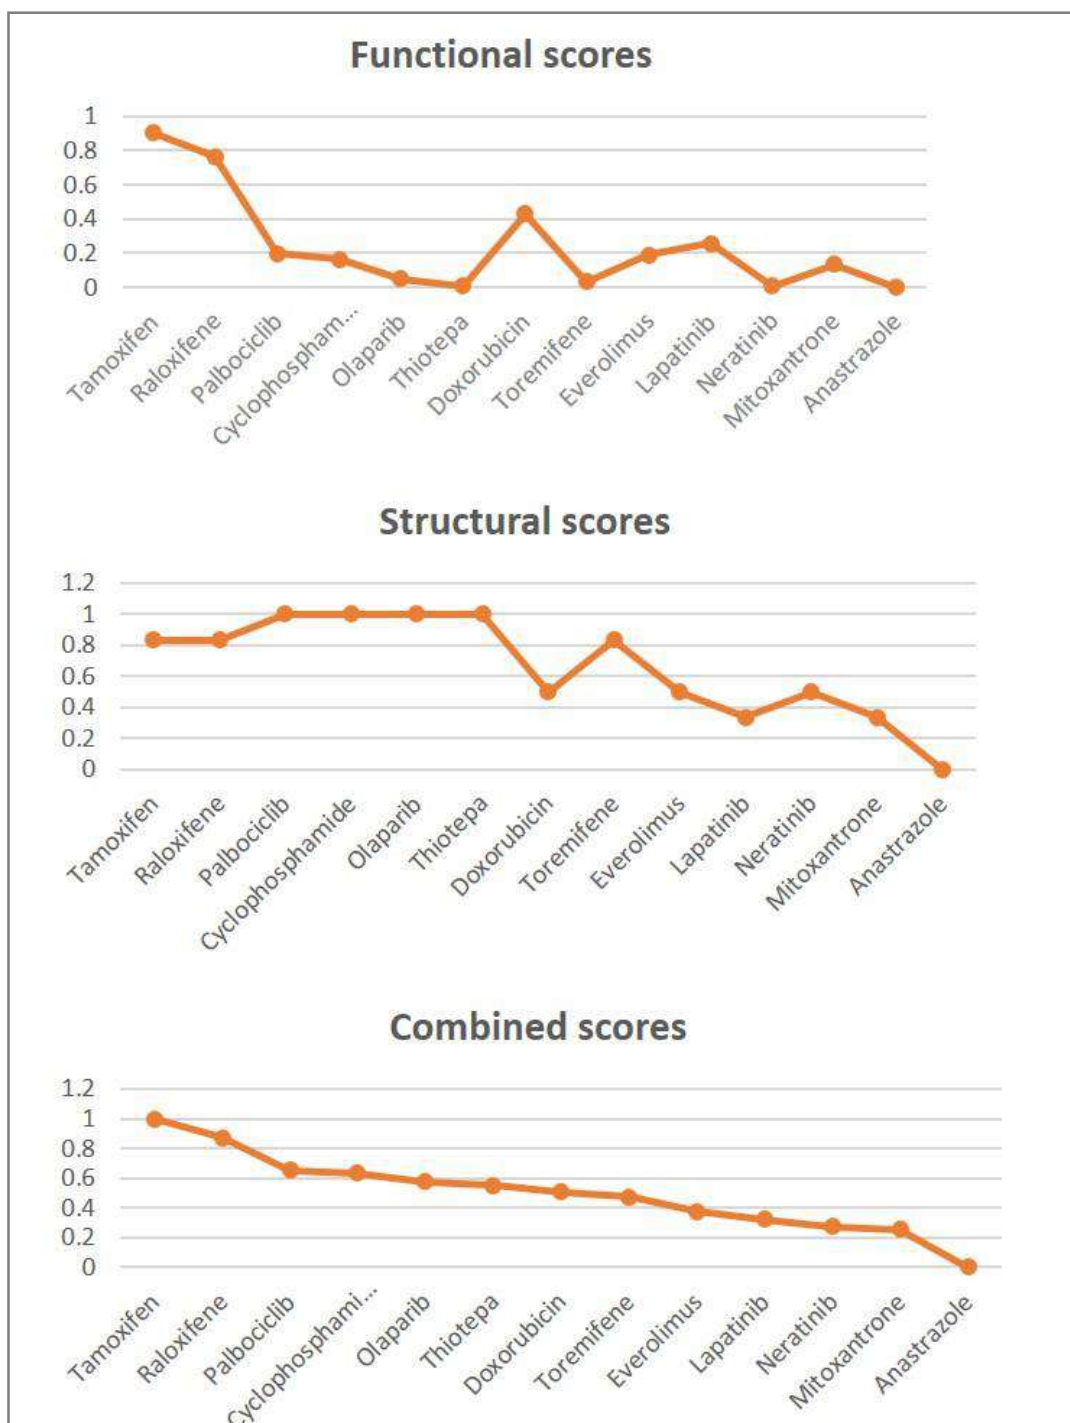 Functional scores
1
0.8
0.6
0.4
0.2
0
Tamoxifen
Raloxifene
Palbociclib
Cyclophospham...
Olaparib
Thiotepa
Doxorubicin
Toremifene
Everolimus
Lapatinib
Neratinib
Mitoxantrone
Anastrazole
Structural scores
1.2
1
0.8
0.6
0.4
0.2
0
Tamoxifen
Raloxifene
Palbociclib
Cyclophosphamide
Olaparib
Thiotepa
Doxorubicin
Toremifene
Everolimus
Lapatinib
Neratinib
Mitoxantrone
Anastrazole
Combined scores
1.2
1
0.8
0.6
0.4
0.2
0
Tamoxifen
Raloxifene
Palbociclib
Cyclophosphami...
Olaparib
Thiotepa
Doxorubicin
Toremifene
Everolimus
Lapatinib
Neratinib
Mitoxantrone
Anastrazole